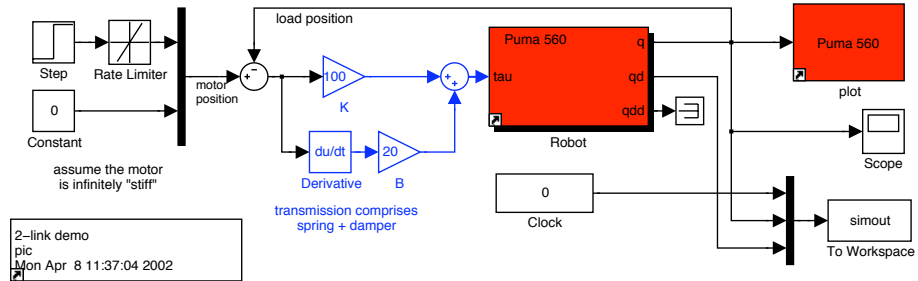 load position
Puma 560
q
Puma 560
Step
Rate Limiter
motor
position
+
−
100
K
+
+
tau
qd
qdd
plot
0
Constant
du/dt
Derivative
20
B
Robot
Scope
assume the motor
is infinitely "stiff"
transmission comprises
spring + damper
0
Clock
simout
To Workspace
2−link demo
pic
Mon Apr 8 11:37:04 2002